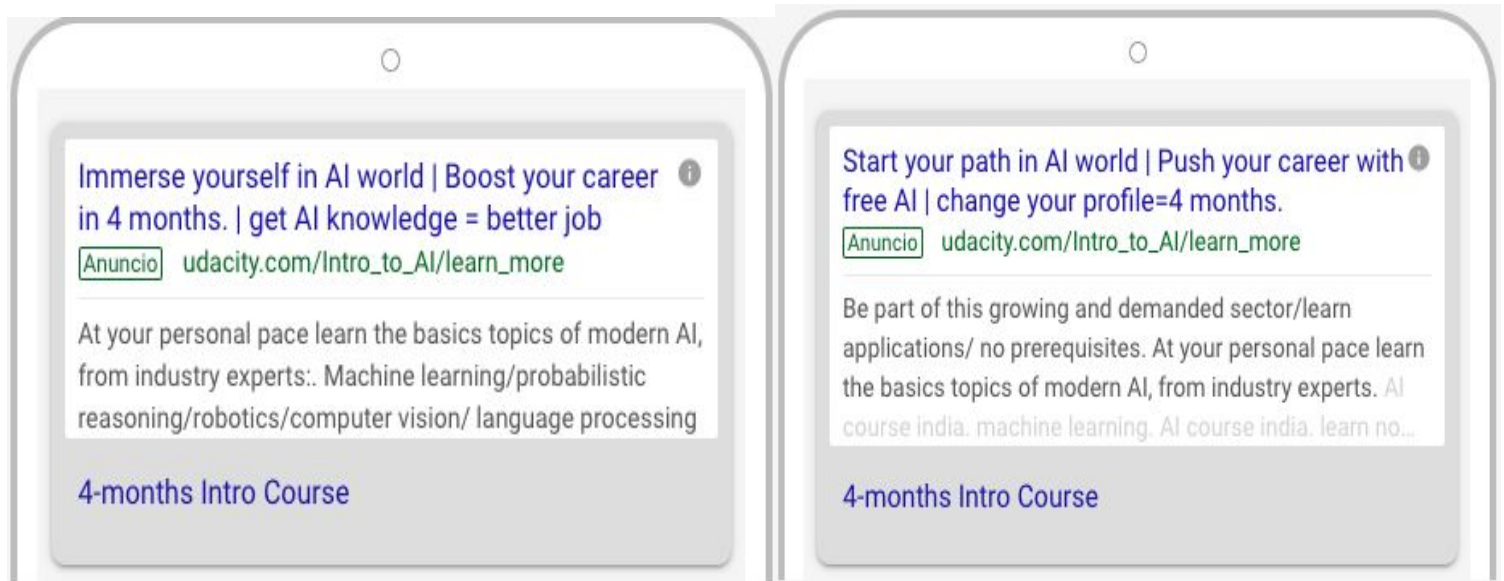 Immerse yourself in AI world | Boost your career
in 4 months. | get AI knowledge = better job
Anuncio udacity.com/Intro_to_AI/learn_more
At your personal pace learn the basics topics of modern AI,
from industry experts:. Machine learning/probabilistic
reasoning/robotics/computer vision/ language processing
4-months Intro Course
Start your path in AI world | Push your career with
free AI | change your profile=4 months.
Anuncio udacity.com/Intro_to_AI/learn_more
Be part of this growing and demanded sector/learn
applications/ no prerequisites. At your personal pace learn
the basics topics of modern AI, from industry experts. AI
course india. machine learning. AI course india. learn no...
4-months Intro Course